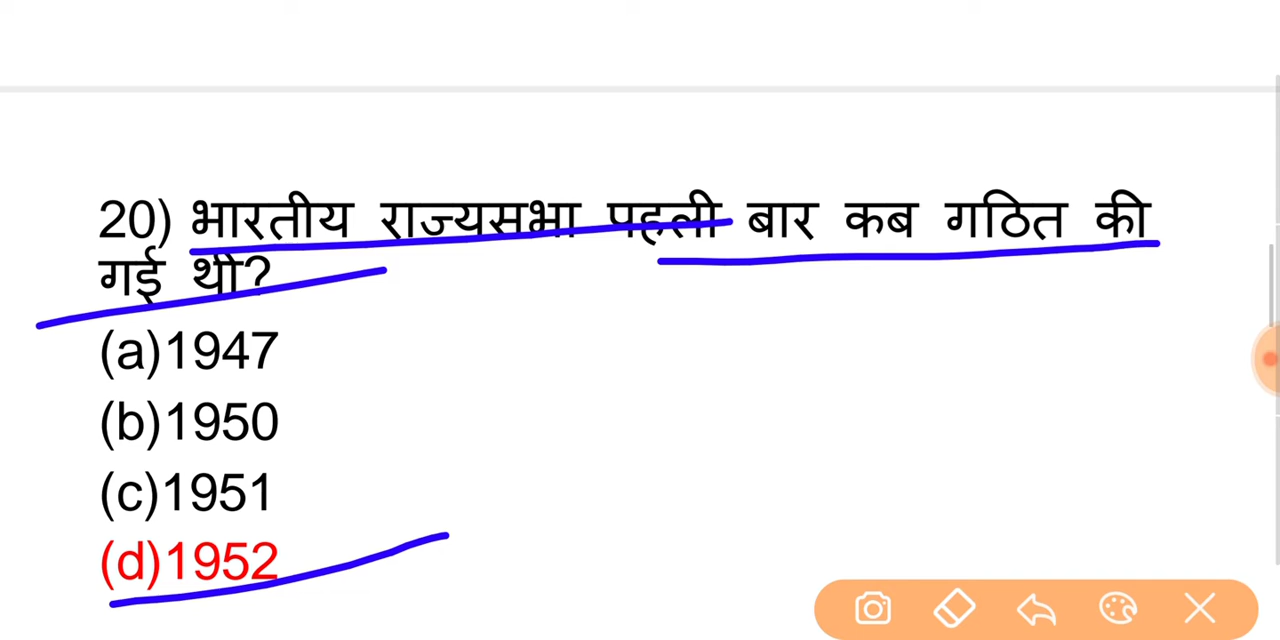 20) भारतीय राज्यसभा पहली बार कब गठित की
गई थी?
(a)1947
(b)1950
(c)1951
(d)1952